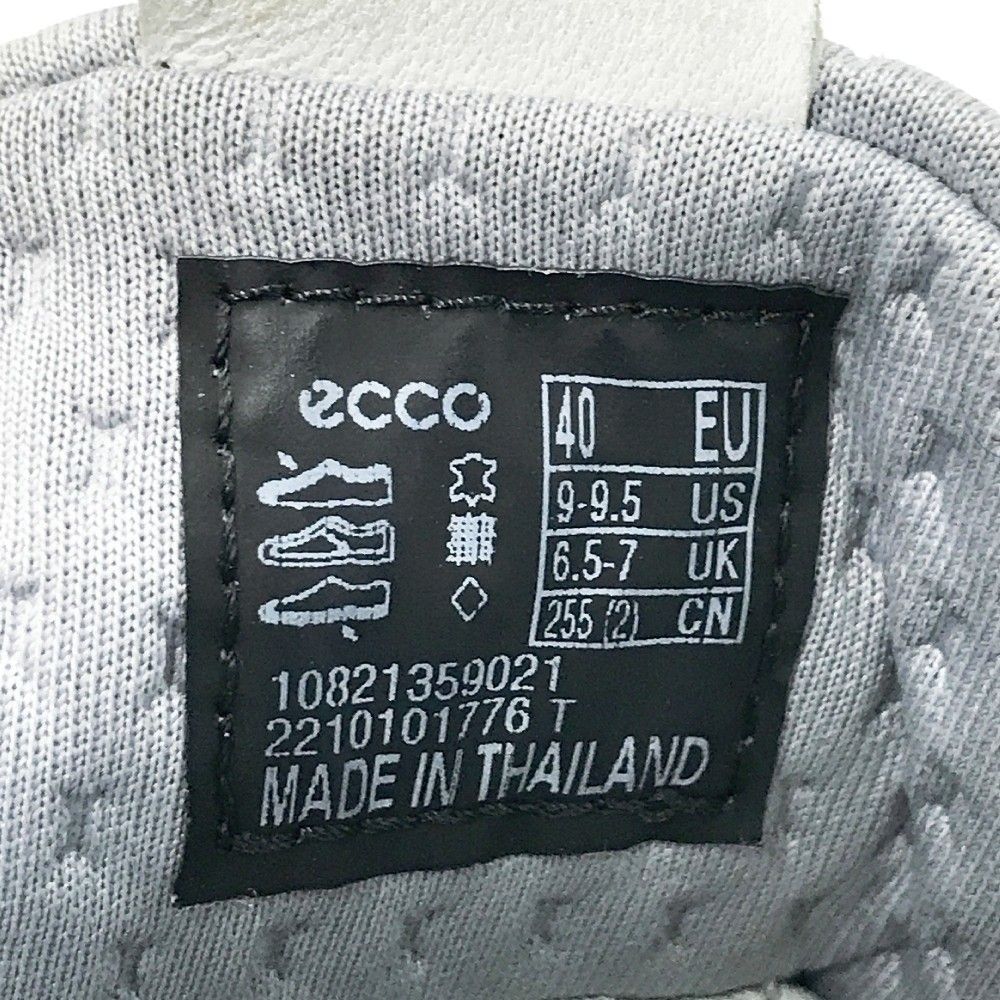 ecco
40 EU
9-9.5 US
6.5-7 UK
255 (2) CN
10821359021
2210101776 T
MADE IN THAILAND